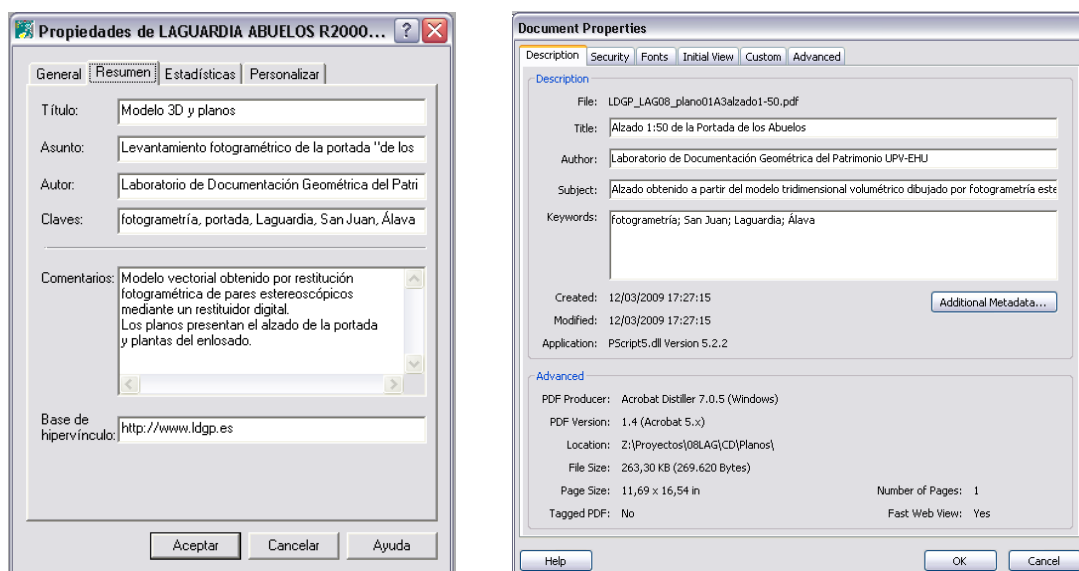 Propiedades de LAGUARDIA ABUELOS R2000...
General Resumen Estadísticas Personalizar
Título: Modelo 3D y planos
Asunto: Levantamiento fotogramétrico de la portada "de los
Autor: Laboratorio de Documentación Geométrica del Patri
Claves: fotogrametría, portada, Laguardia, San Juan, Álava
Comentarios: Modelo vectorial obtenido por restitución
fotogramétrica de pares estereoscópicos
mediante un restituidor digital.
Los planos presentan el alzado de la portada
y plantas del enlosado.
Base de
hipervínculo: http://www.ldgp.es
Aceptar Cancelar Ayuda
Document Properties
Description Security Fonts Initial View Custom Advanced
Description
File: LDGP_LAG08_plano01A3alzado1-50.pdf
Title: Alzado 1:50 de la Portada de los Abuelos
Author: Laboratorio de Documentación Geométrica del Patrimonio UPV-EHU
Subject: Alzado obtenido a partir del modelo tridimensional volumétrico dibujado por fotogrametría este
Keywords: fotogrametría; San Juan; Laguardia; Álava
Created: 12/03/2009 17:27:15
Additional Metadata...
Modified: 12/03/2009 17:27:15
Application: PScript5.dll Version 5.2.2
Advanced
PDF Producer: Acrobat Distiller 7.0.5 (Windows)
PDF Version: 1.4 (Acrobat 5.x)
Location: Z:\Proyectos\08LAG\CD\Planos\
File Size: 263,30 KB (269.620 Bytes)
Page Size: 11,69 x 16,54 in Number of Pages: 1
Tagged PDF: No Fast Web View: Yes
Help OK Cancel